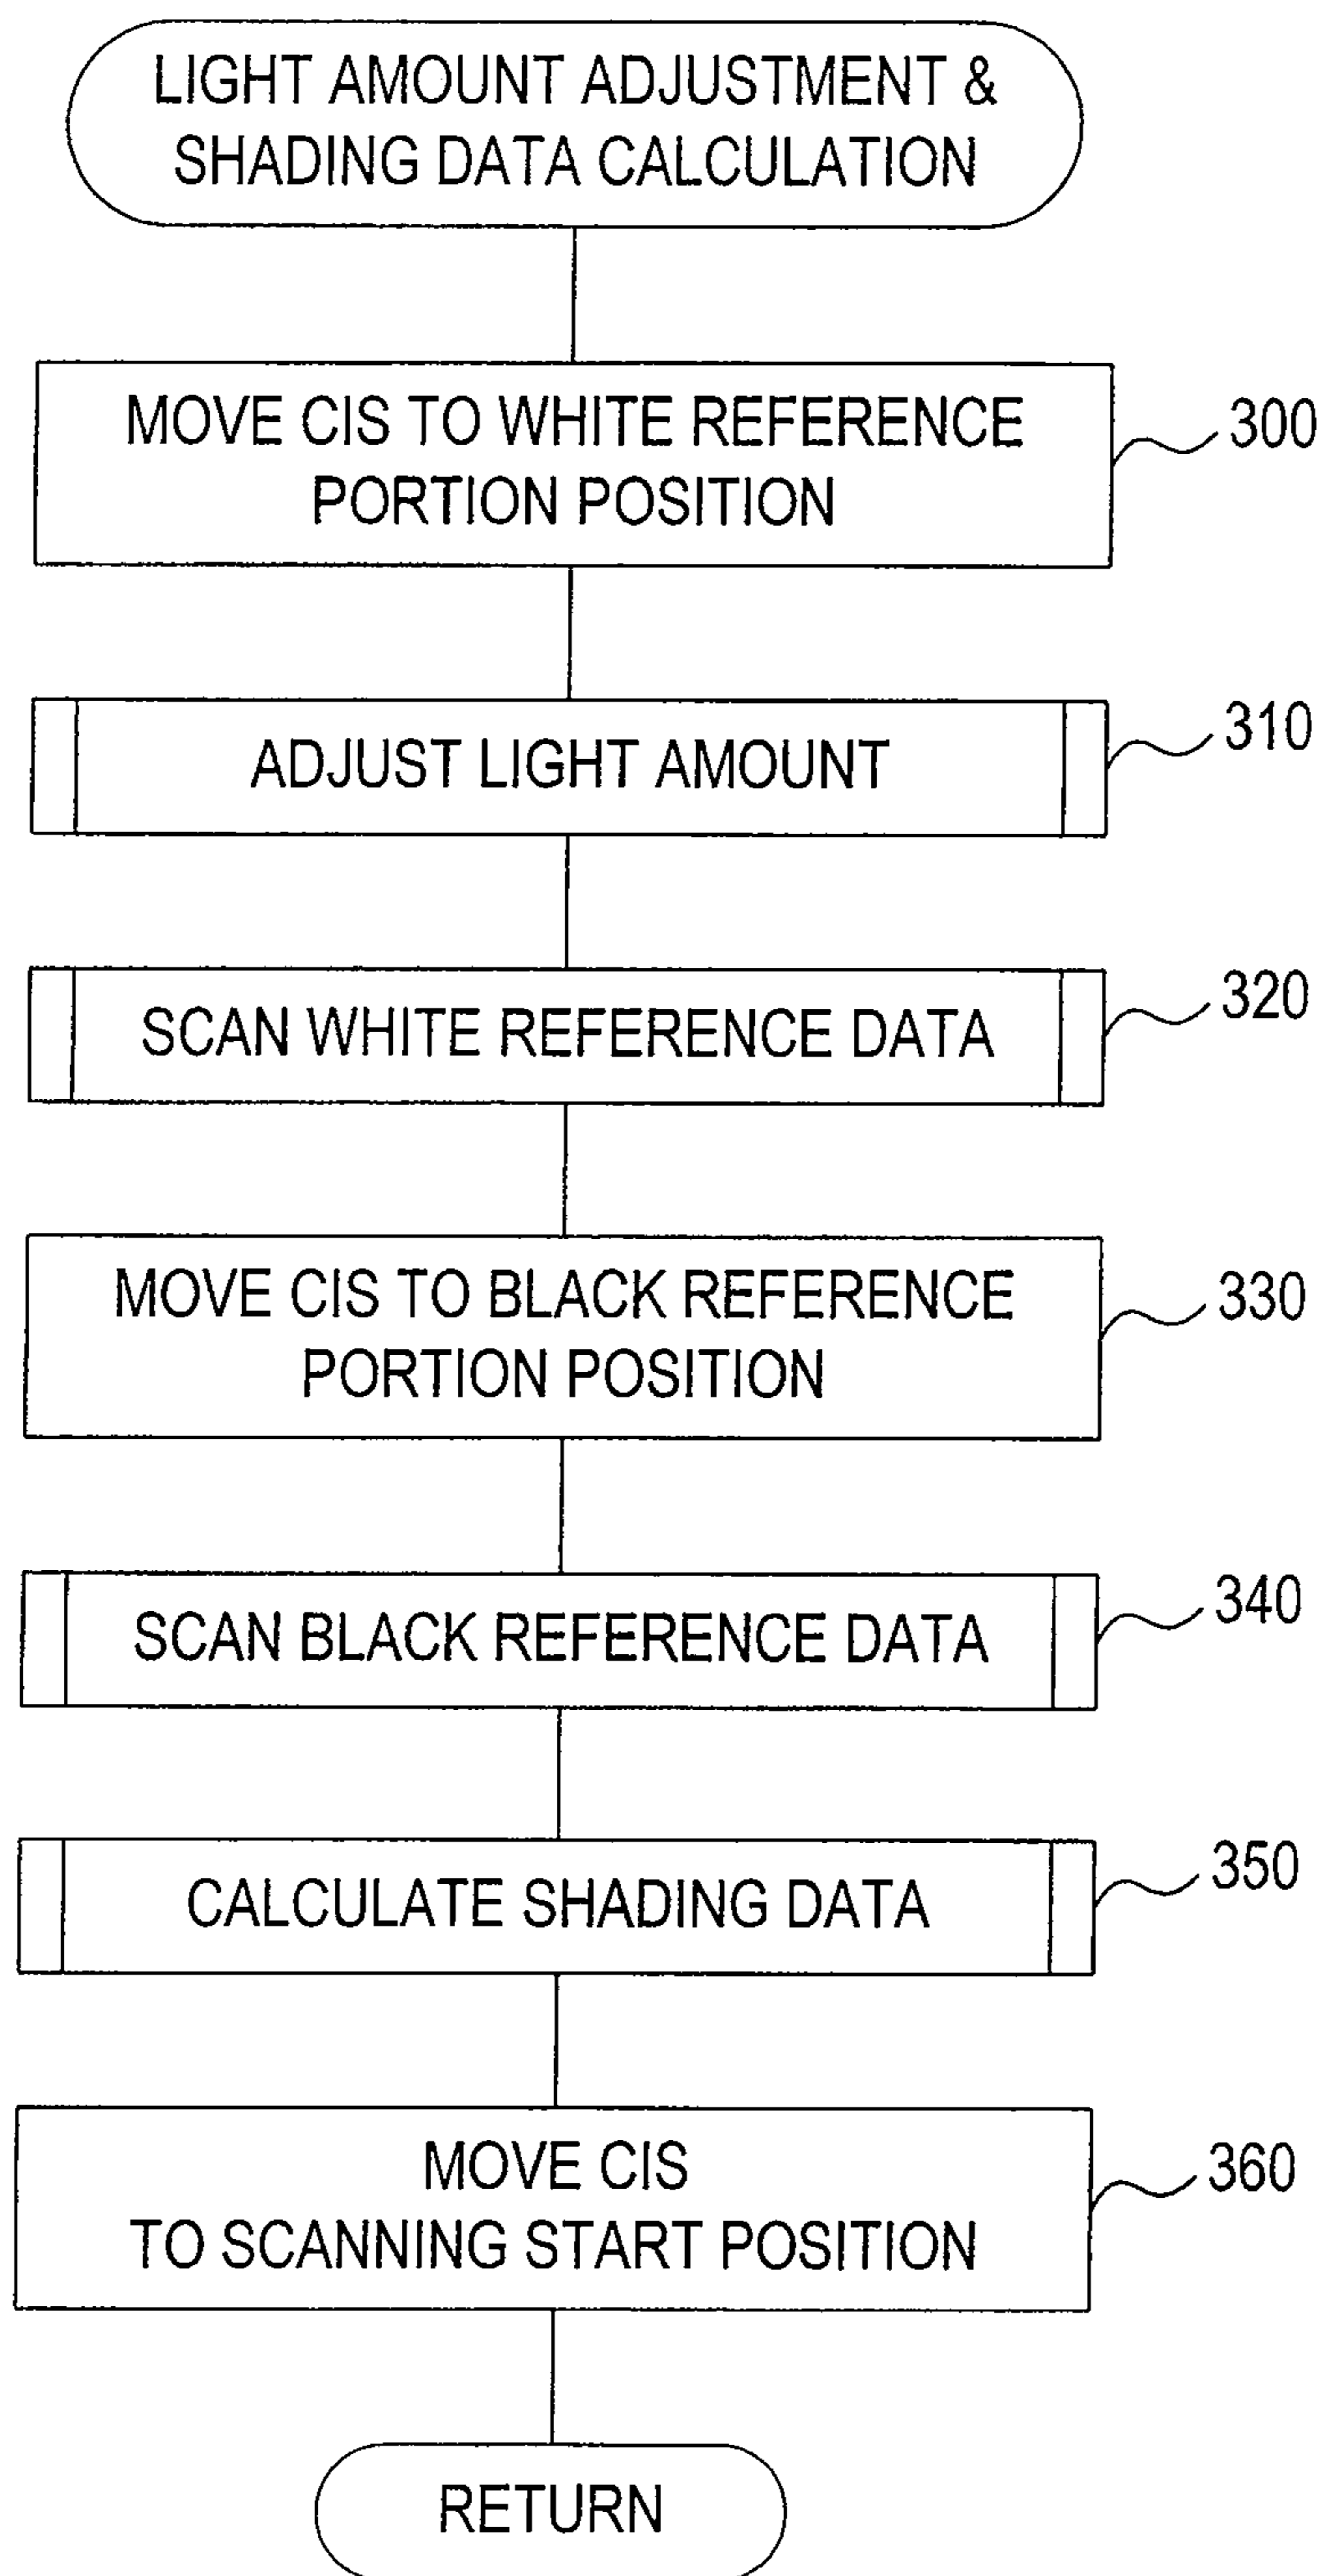 LIGHT AMOUNT ADJUSTMENT &
SHADING DATA CALCULATION
MOVE CIS TO WHITE REFERENCE
PORTION POSITION
300
ADJUST LIGHT AMOUNT
310
SCAN WHITE REFERENCE DATA
320
MOVE CIS TO BLACK REFERENCE
PORTION POSITION
330
SCAN BLACK REFERENCE DATA
340
CALCULATE SHADING DATA
350
MOVE CIS
TO SCANNING START POSITION
360
RETURN